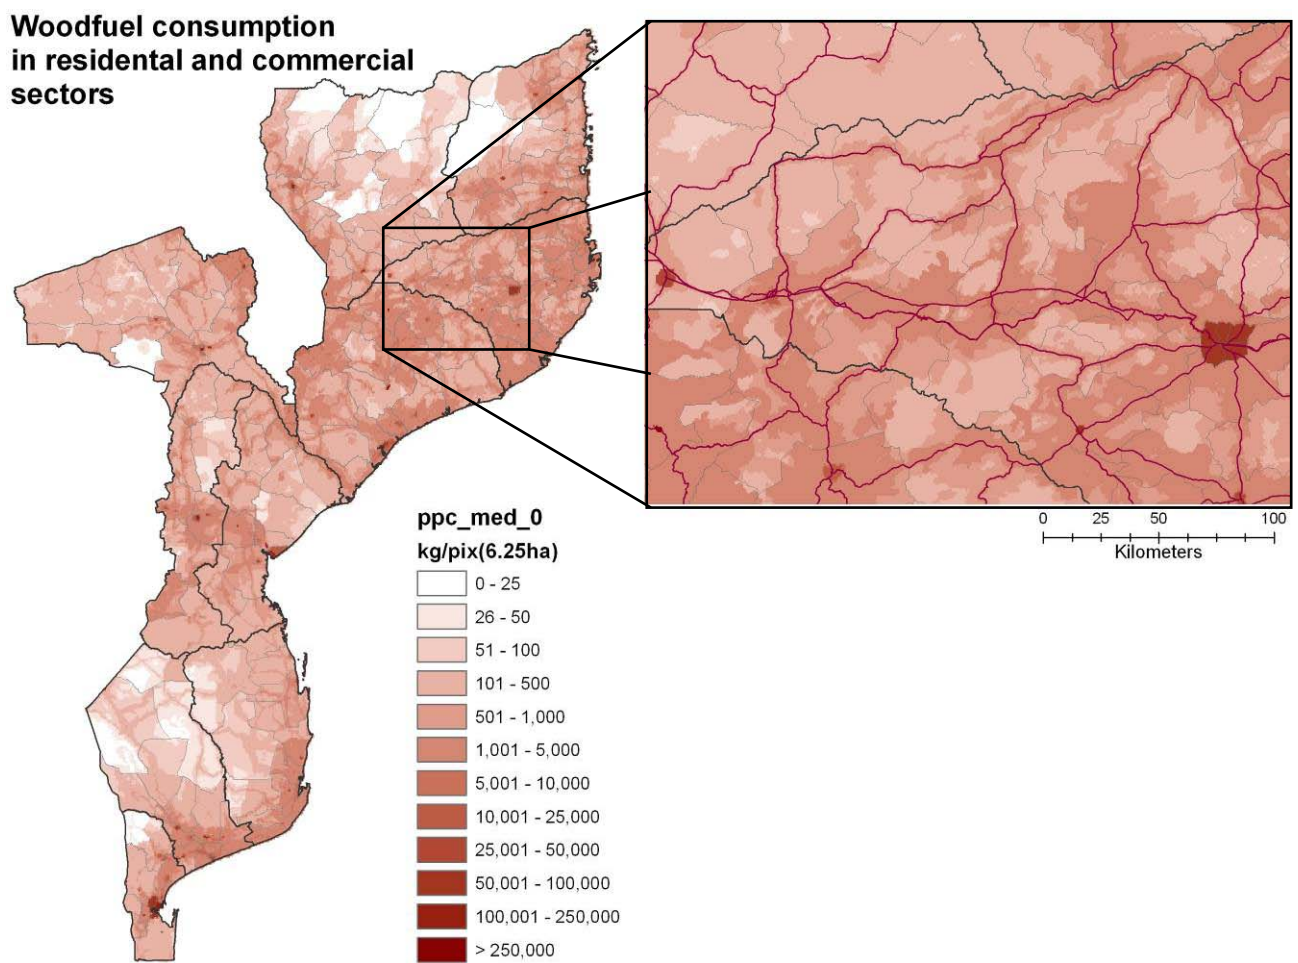 Woodfuel consumption
in residental and commercial
sectors
0 25 50 100
Kilometers
ppc_med_0
kg/pix(6.25ha)
0 - 25
26 - 50
51 - 100
101 - 500
501 - 1,000
1,001 - 5,000
5,001 - 10,000
10,001 - 25,000
25,001 - 50,000
50,001 - 100,000
100,001 - 250,000
> 250,000